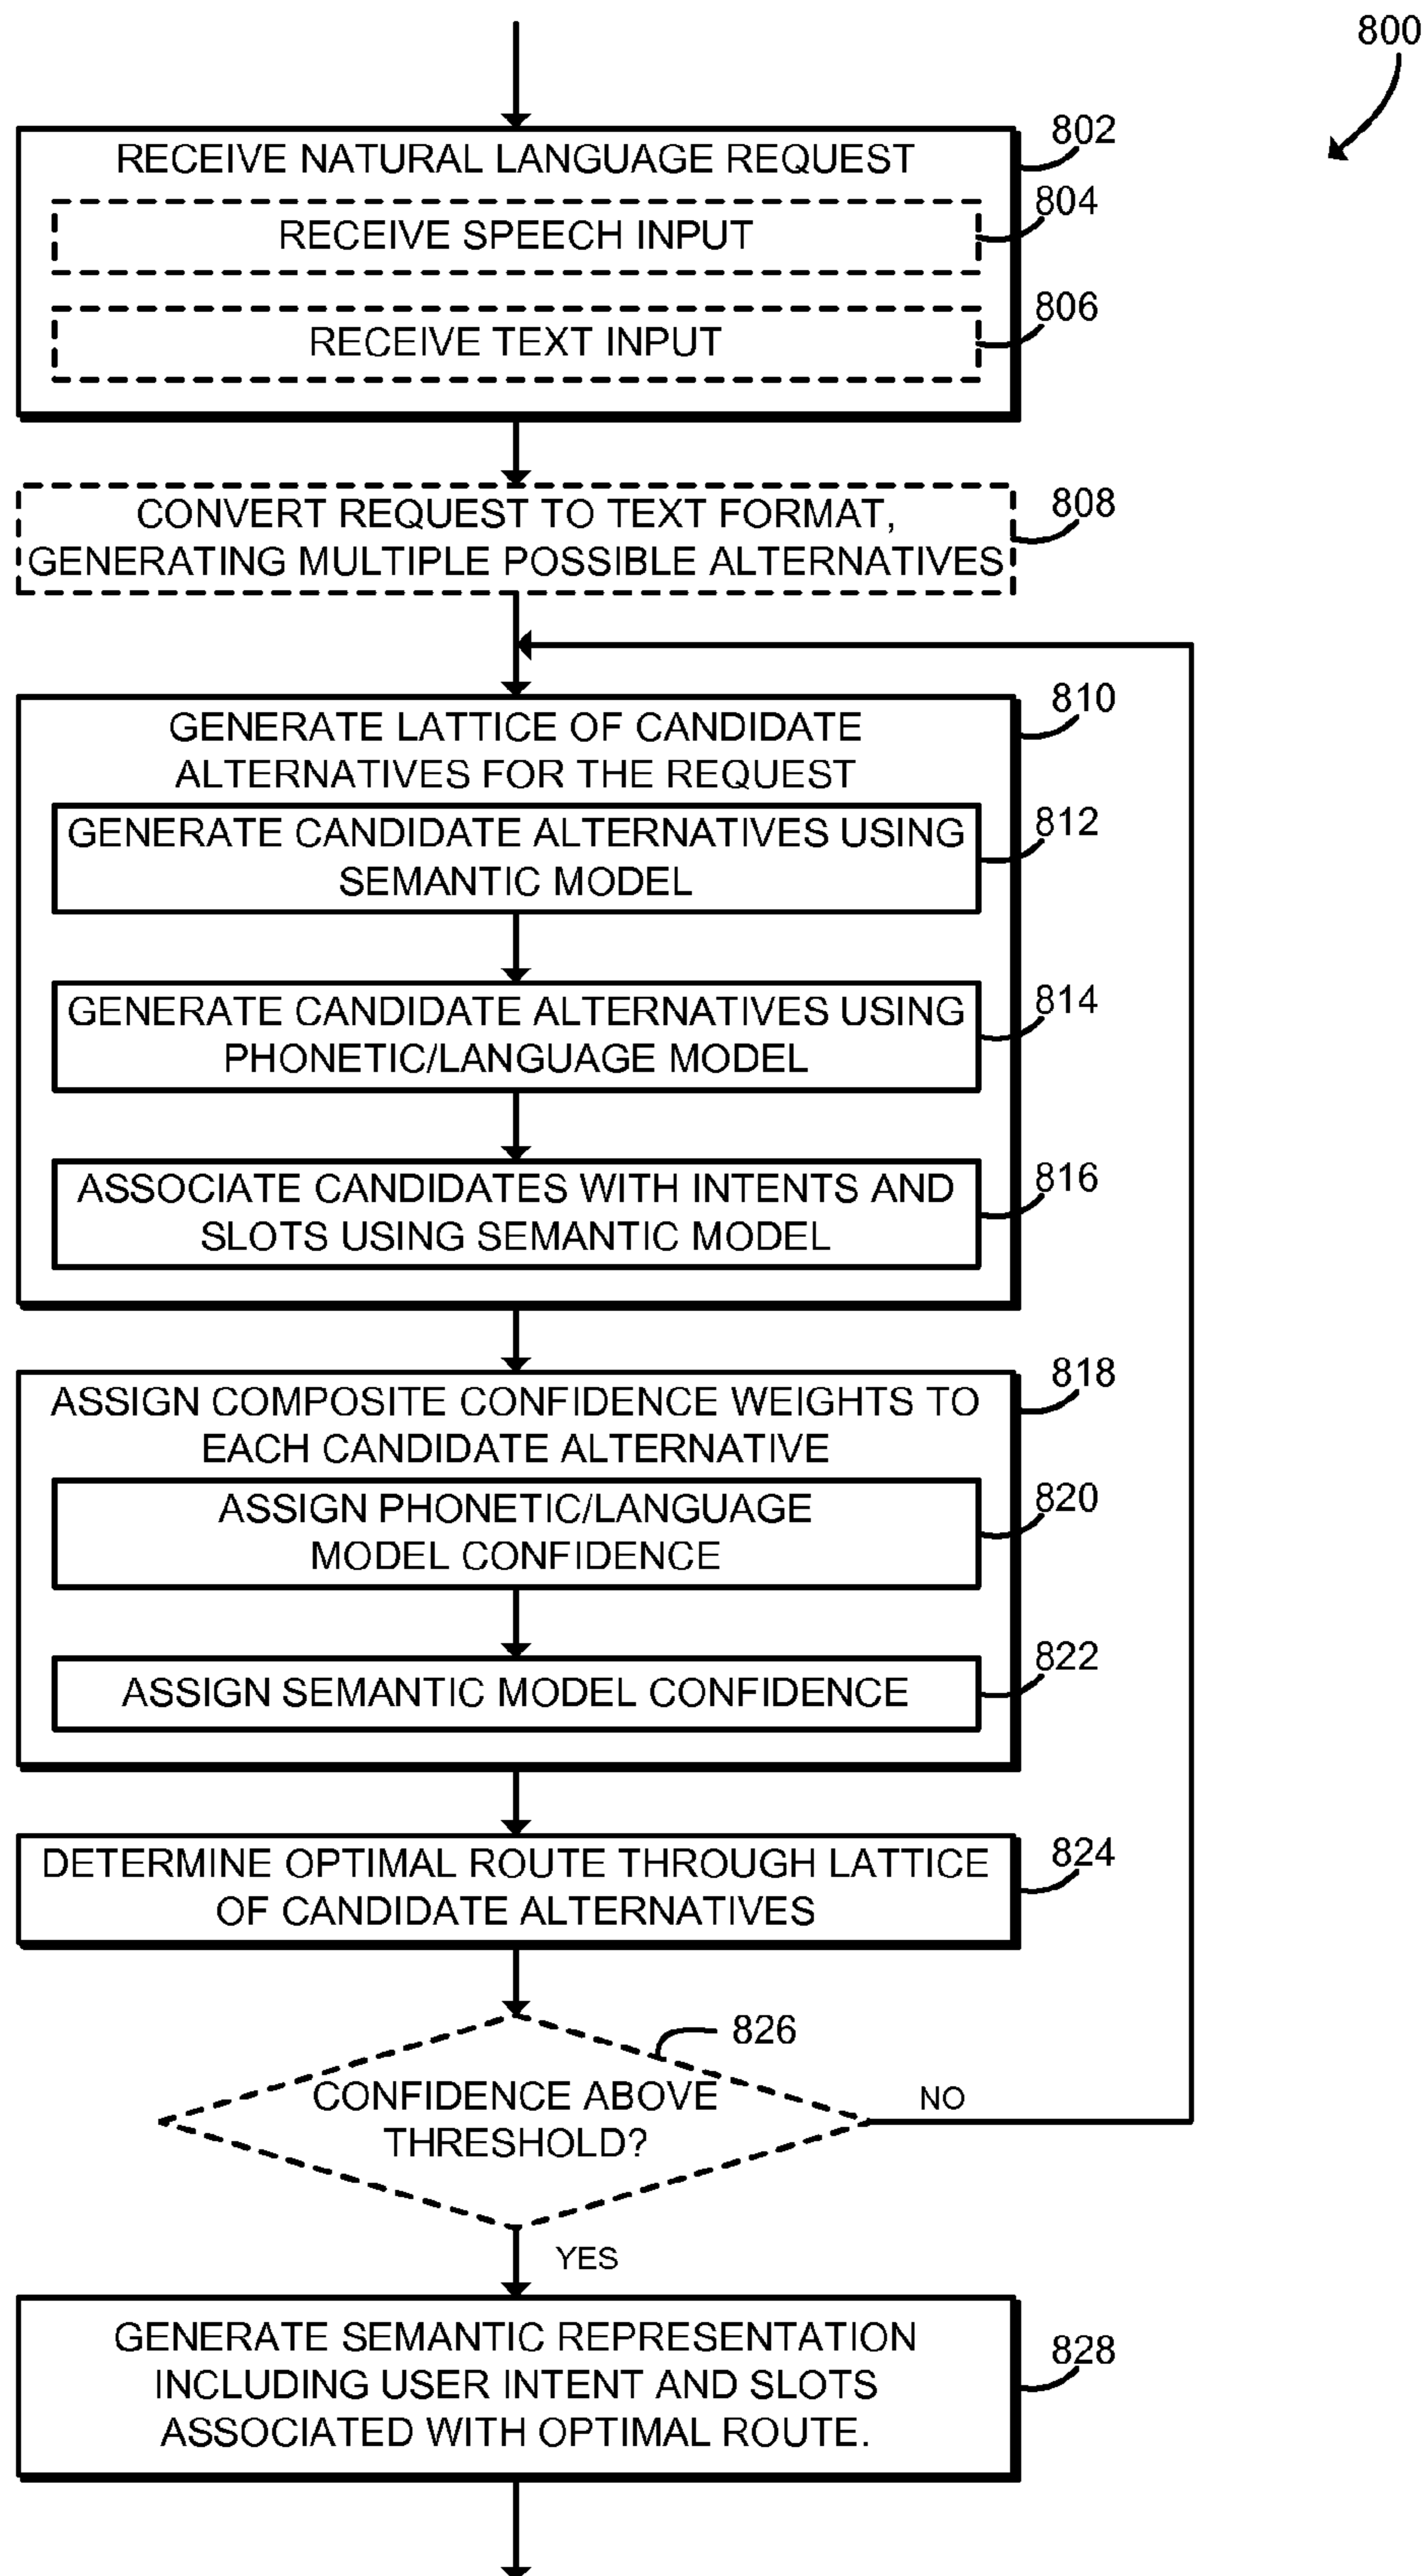 800
802
RECEIVE NATURAL LANGUAGE REQUEST
804
RECEIVE SPEECH INPUT
806
RECEIVE TEXT INPUT
808
CONVERT REQUEST TO TEXT FORMAT,
GENERATING MULTIPLE POSSIBLE ALTERNATIVES
810
GENERATE LATTICE OF CANDIDATE
ALTERNATIVES FOR THE REQUEST
812
GENERATE CANDIDATE ALTERNATIVES USING
SEMANTIC MODEL
814
GENERATE CANDIDATE ALTERNATIVES USING
PHONETIC/LANGUAGE MODEL
816
ASSOCIATE CANDIDATES WITH INTENTS AND
SLOTS USING SEMANTIC MODEL
818
ASSIGN COMPOSITE CONFIDENCE WEIGHTS TO
EACH CANDIDATE ALTERNATIVE
820
ASSIGN PHONETIC/LANGUAGE
MODEL CONFIDENCE
822
ASSIGN SEMANTIC MODEL CONFIDENCE
824
DETERMINE OPTIMAL ROUTE THROUGH LATTICE
OF CANDIDATE ALTERNATIVES
826
CONFIDENCE ABOVE
THRESHOLD?
NO
YES
828
GENERATE SEMANTIC REPRESENTATION
INCLUDING USER INTENT AND SLOTS
ASSOCIATED WITH OPTIMAL ROUTE.